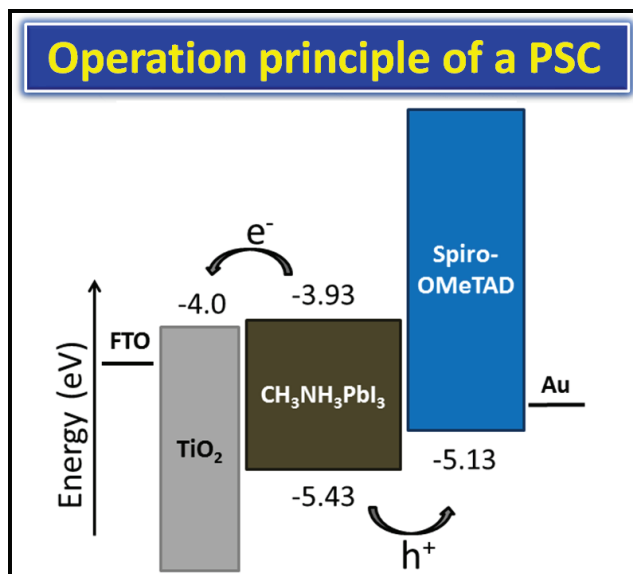 Operation principle of a PSC
e⁻
Spiro-
OMeTAD
-4.0
-3.93
FTO
Energy (eV)
CH₃NH₃PbI₃
Au
TiO₂
-5.13
-5.43
h⁺